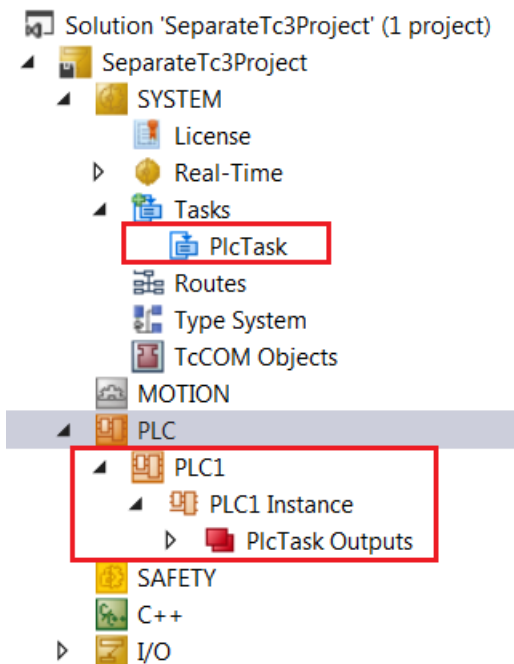 Solution 'SeparateTc3Project' (1 project)
SeparateTc3Project
SYSTEM
License
Real-Time
Tasks
PlcTask
Routes
Type System
TcCOM Objects
MOTION
PLC
PLC1
PLC1 Instance
PlcTask Outputs
SAFETY
C++
I/O